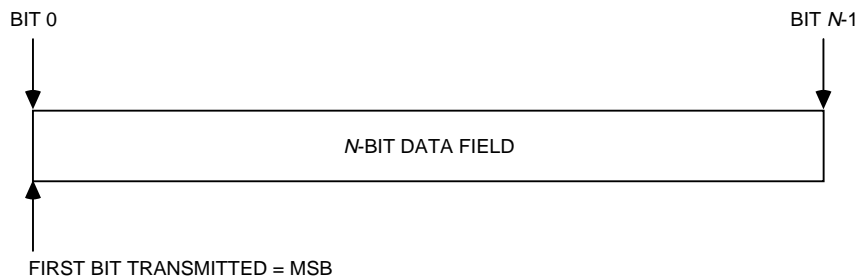 BIT 0
BIT N-1
N-BIT DATA FIELD
FIRST BIT TRANSMITTED = MSB